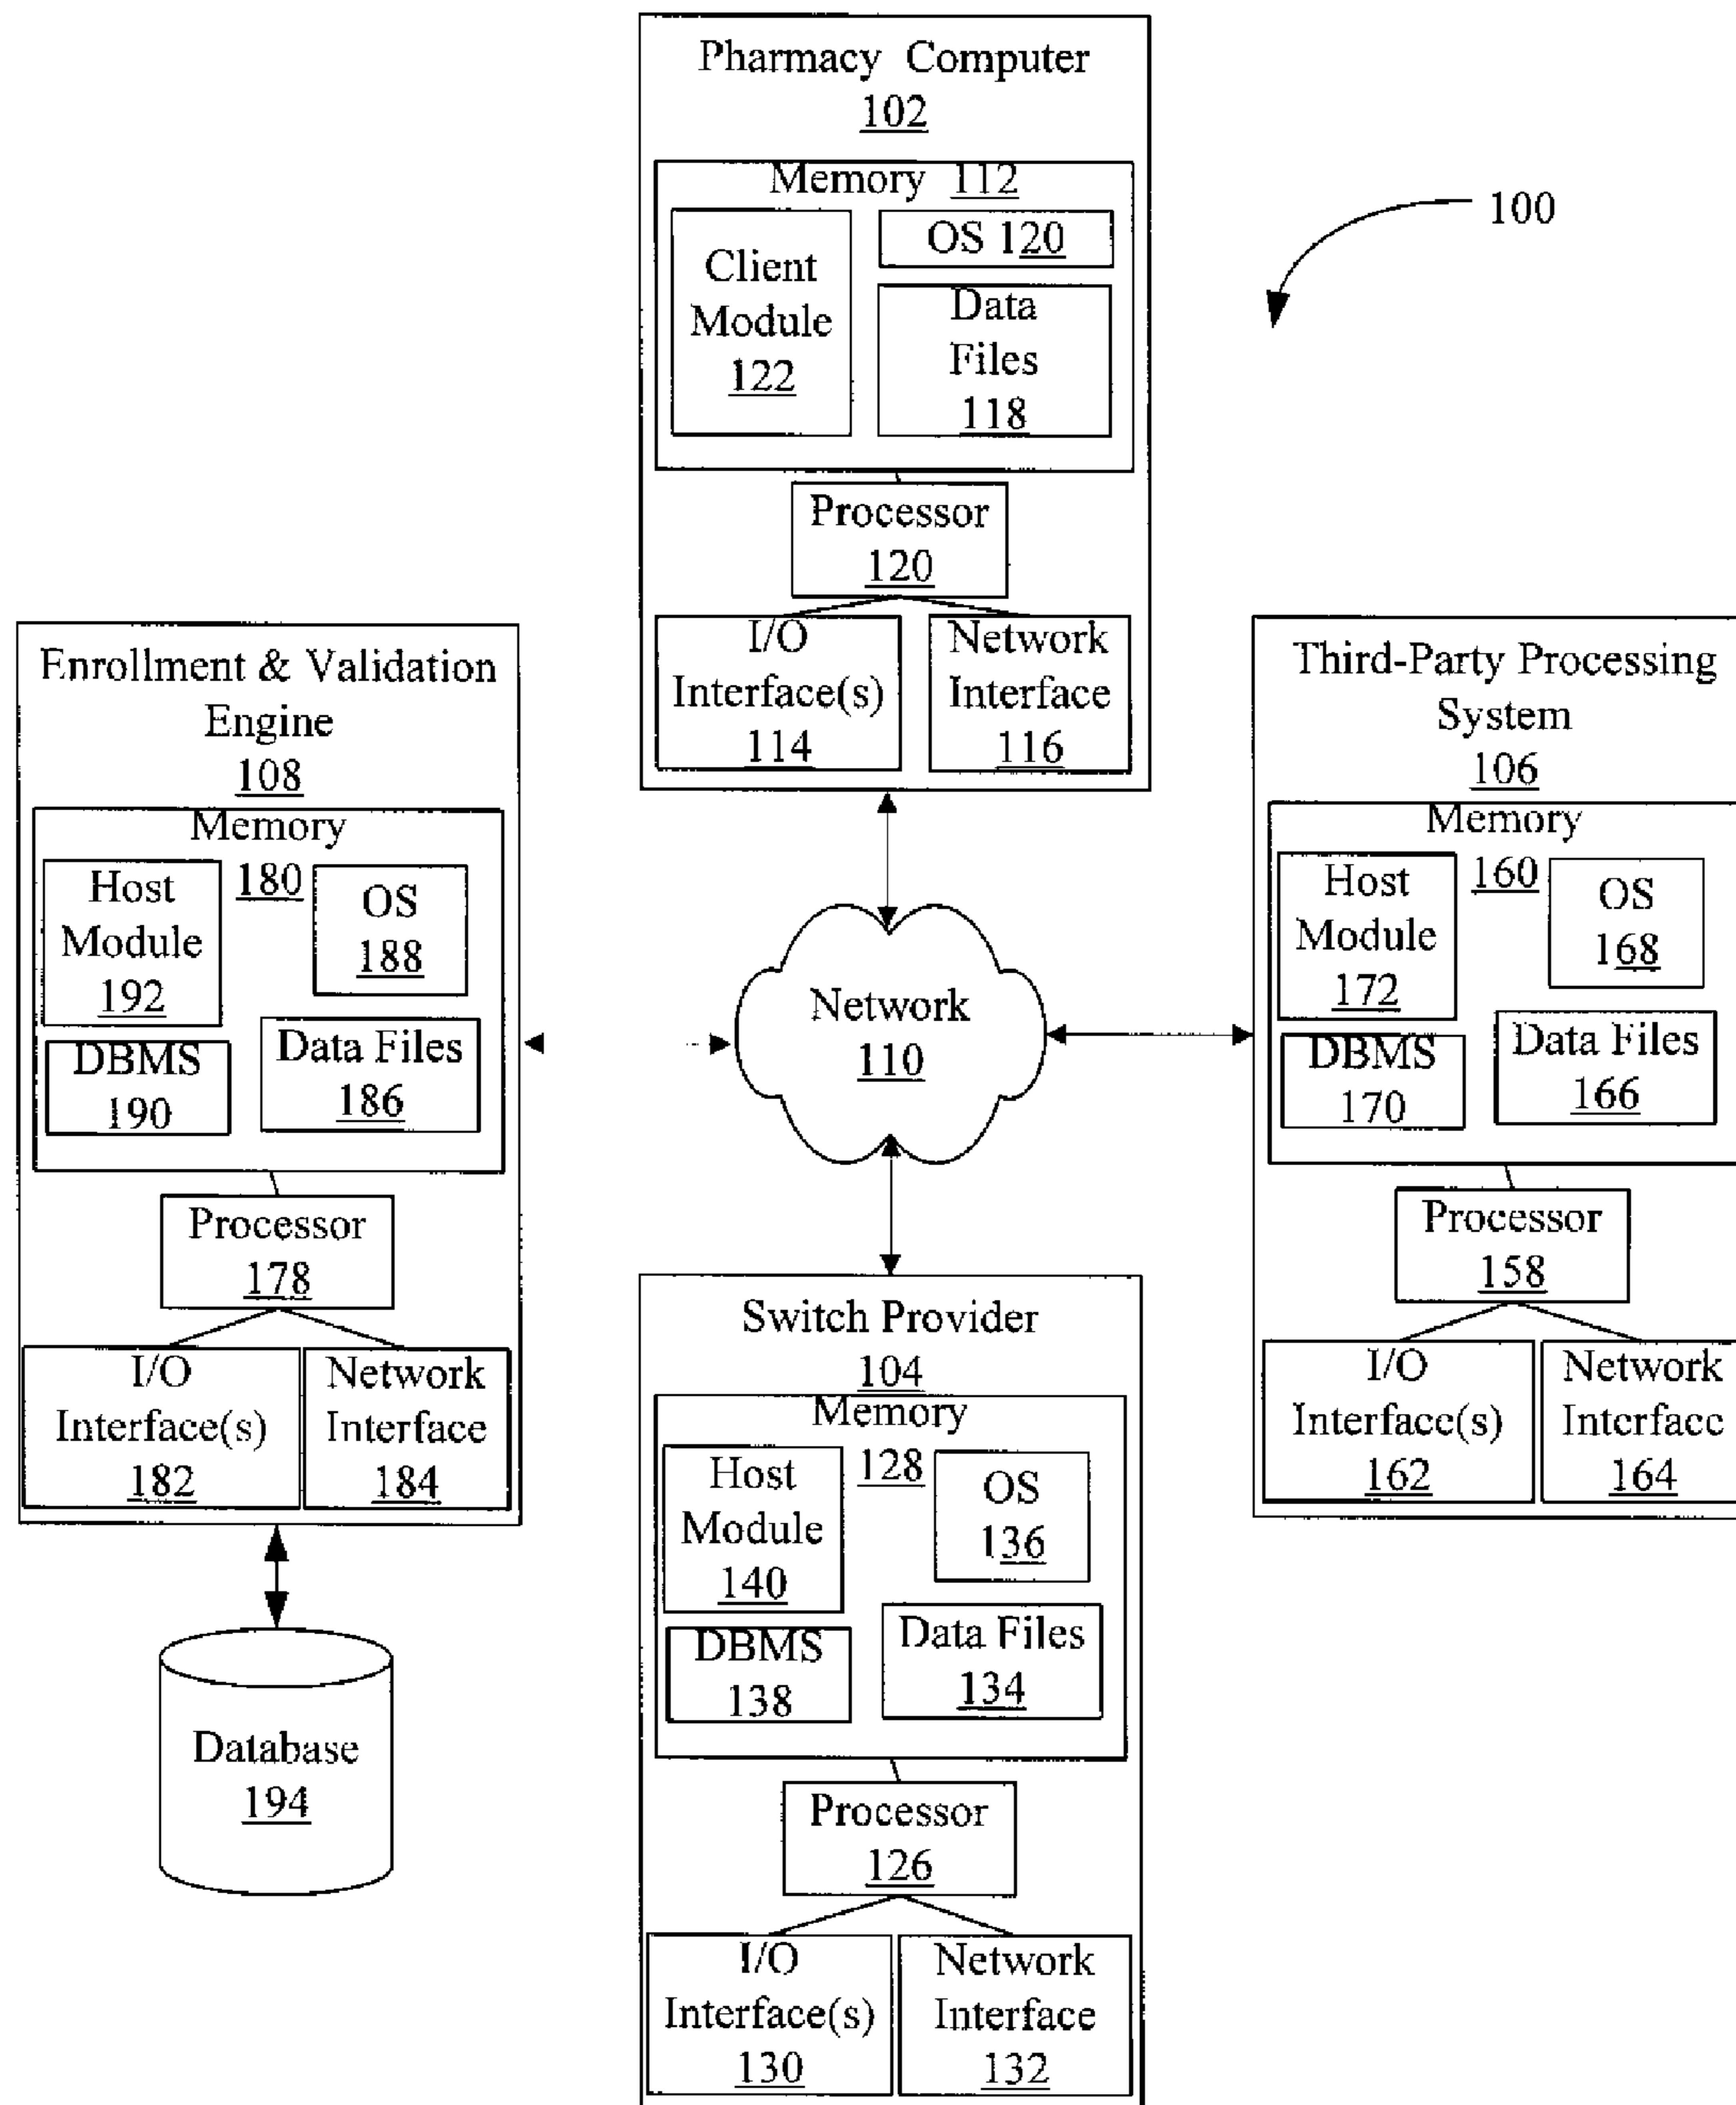 Pharmacy Computer
102
Memory 112
Client
Module
122
OS 120
Data
Files
118
Processor
120
I/O
Interface(s)
114
Network
Interface
116
100
Enrollment & Validation
Engine
108
Memory
180
Host
Module
192
OS
188
DBMS
190
Data Files
186
Processor
178
I/O
Interface(s)
182
Network
Interface
184
Database
194
Network
110
Third-Party Processing
System
106
Memory
160
Host
Module
172
OS
168
DBMS
170
Data Files
166
Processor
158
I/O
Interface(s)
162
Network
Interface
164
Switch Provider
104
Memory
128
Host
Module
140
OS
136
DBMS
138
Data Files
134
Processor
126
I/O
Interface(s)
130
Network
Interface
132